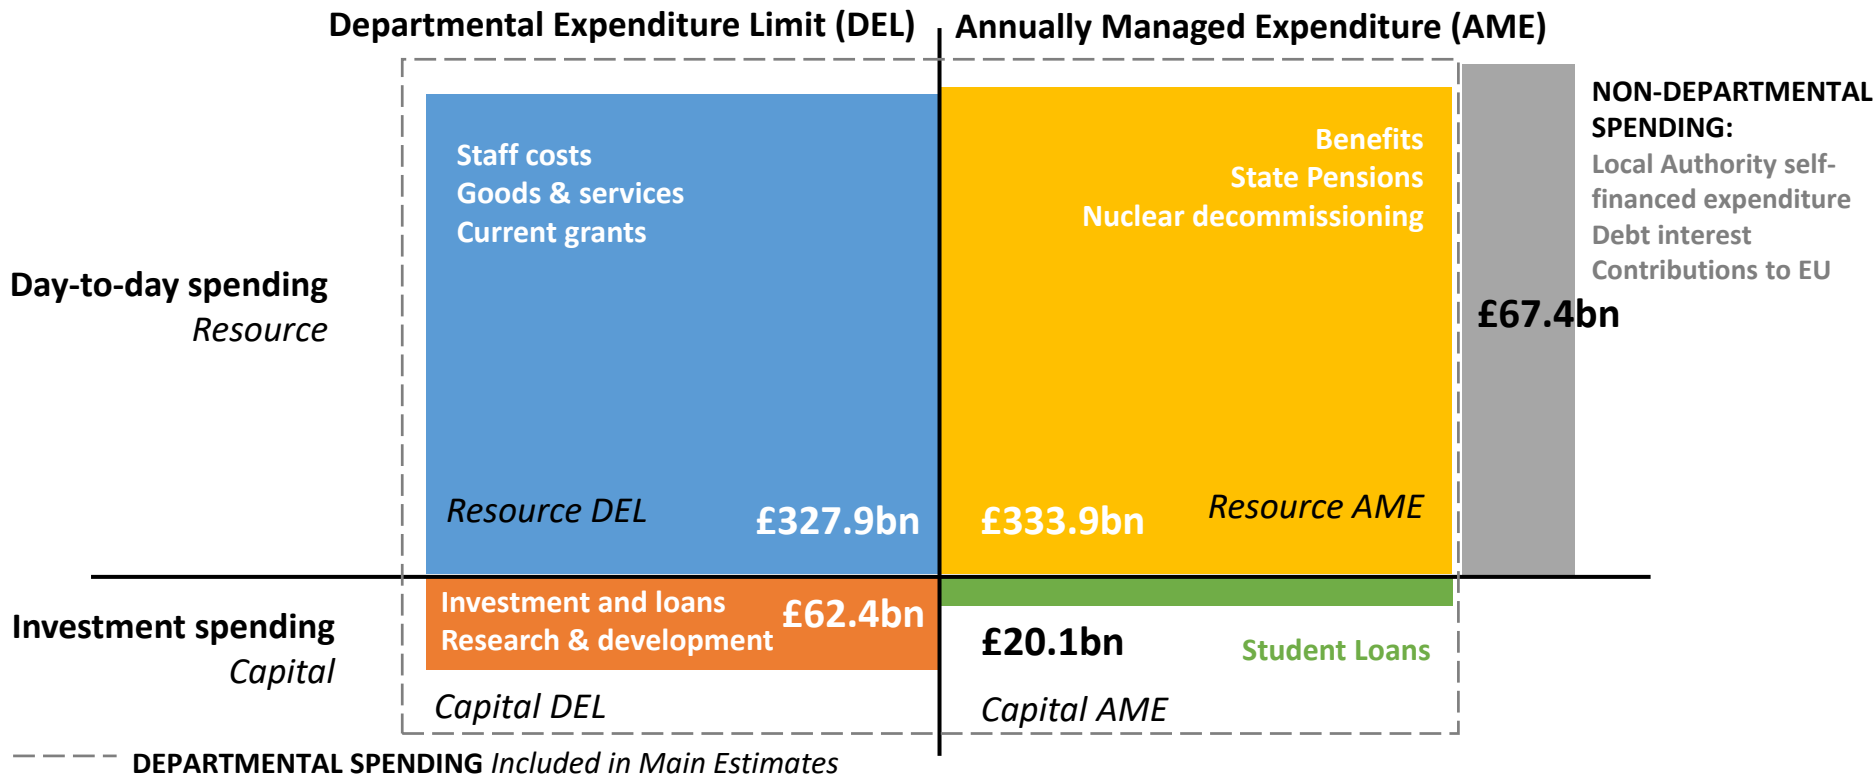 Departmental Expenditure Limit (DEL)
Annually Managed Expenditure (AME)
Staff costs
Goods & services
Current grants
Benefits
State Pensions
Nuclear decommissioning
NON-DEPARTMENTAL
SPENDING:
Local Authority self-
financed expenditure
Debt interest
Contributions to EU
Day-to-day spending
Resource
£67.4bn
Resource DEL
£327.9bn
£333.9bn
Resource AME
Investment spending
Capital
Investment and loans
Research & development
£62.4bn
£20.1bn
Student Loans
Capital DEL
Capital AME
DEPARTMENTAL SPENDING Included in Main Estimates